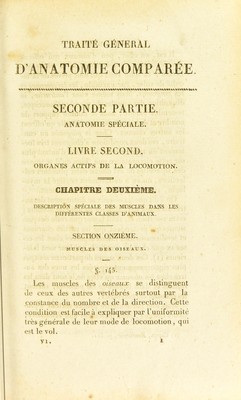 TRAITÉ GÉNÉRAL
D'ANATOMIE COMPARÉE.
SECONDE PARTIE.
ANATOMIE SPÉCIALE.
LIVRE SECOND.
ORGANES ACTIFS DE LA LOCOMOTION.
CHAPITRE DEUXIÈME.
DESCRIPTION SPÉCIALE DES MUSCLES DANS LES
DIFFÉRENTES CLASSES D'ANIMAUX.
SECTION ONZIÈME.
MUSCLES DES OISEAUX.
§. 145.
Les muscles des oiseaux se distinguent
de ceux des autres vertébrés surtout par la
constance du nombre et de la direction. Cette
condition est facile à expliquer par l'uniformité
très générale de leur mode de locomotion, qui
est le vol.
VI. 1